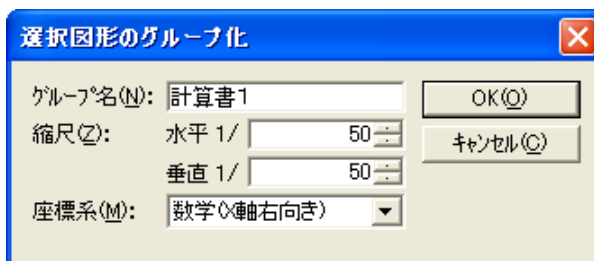 選択図形のグループ化
グループ名(N): 計算書1 OK(O)
縮尺(Z): 水平 1/ 50 キャンセル(C)
垂直 1/ 50
座標系(M): 数学(X軸右向き)